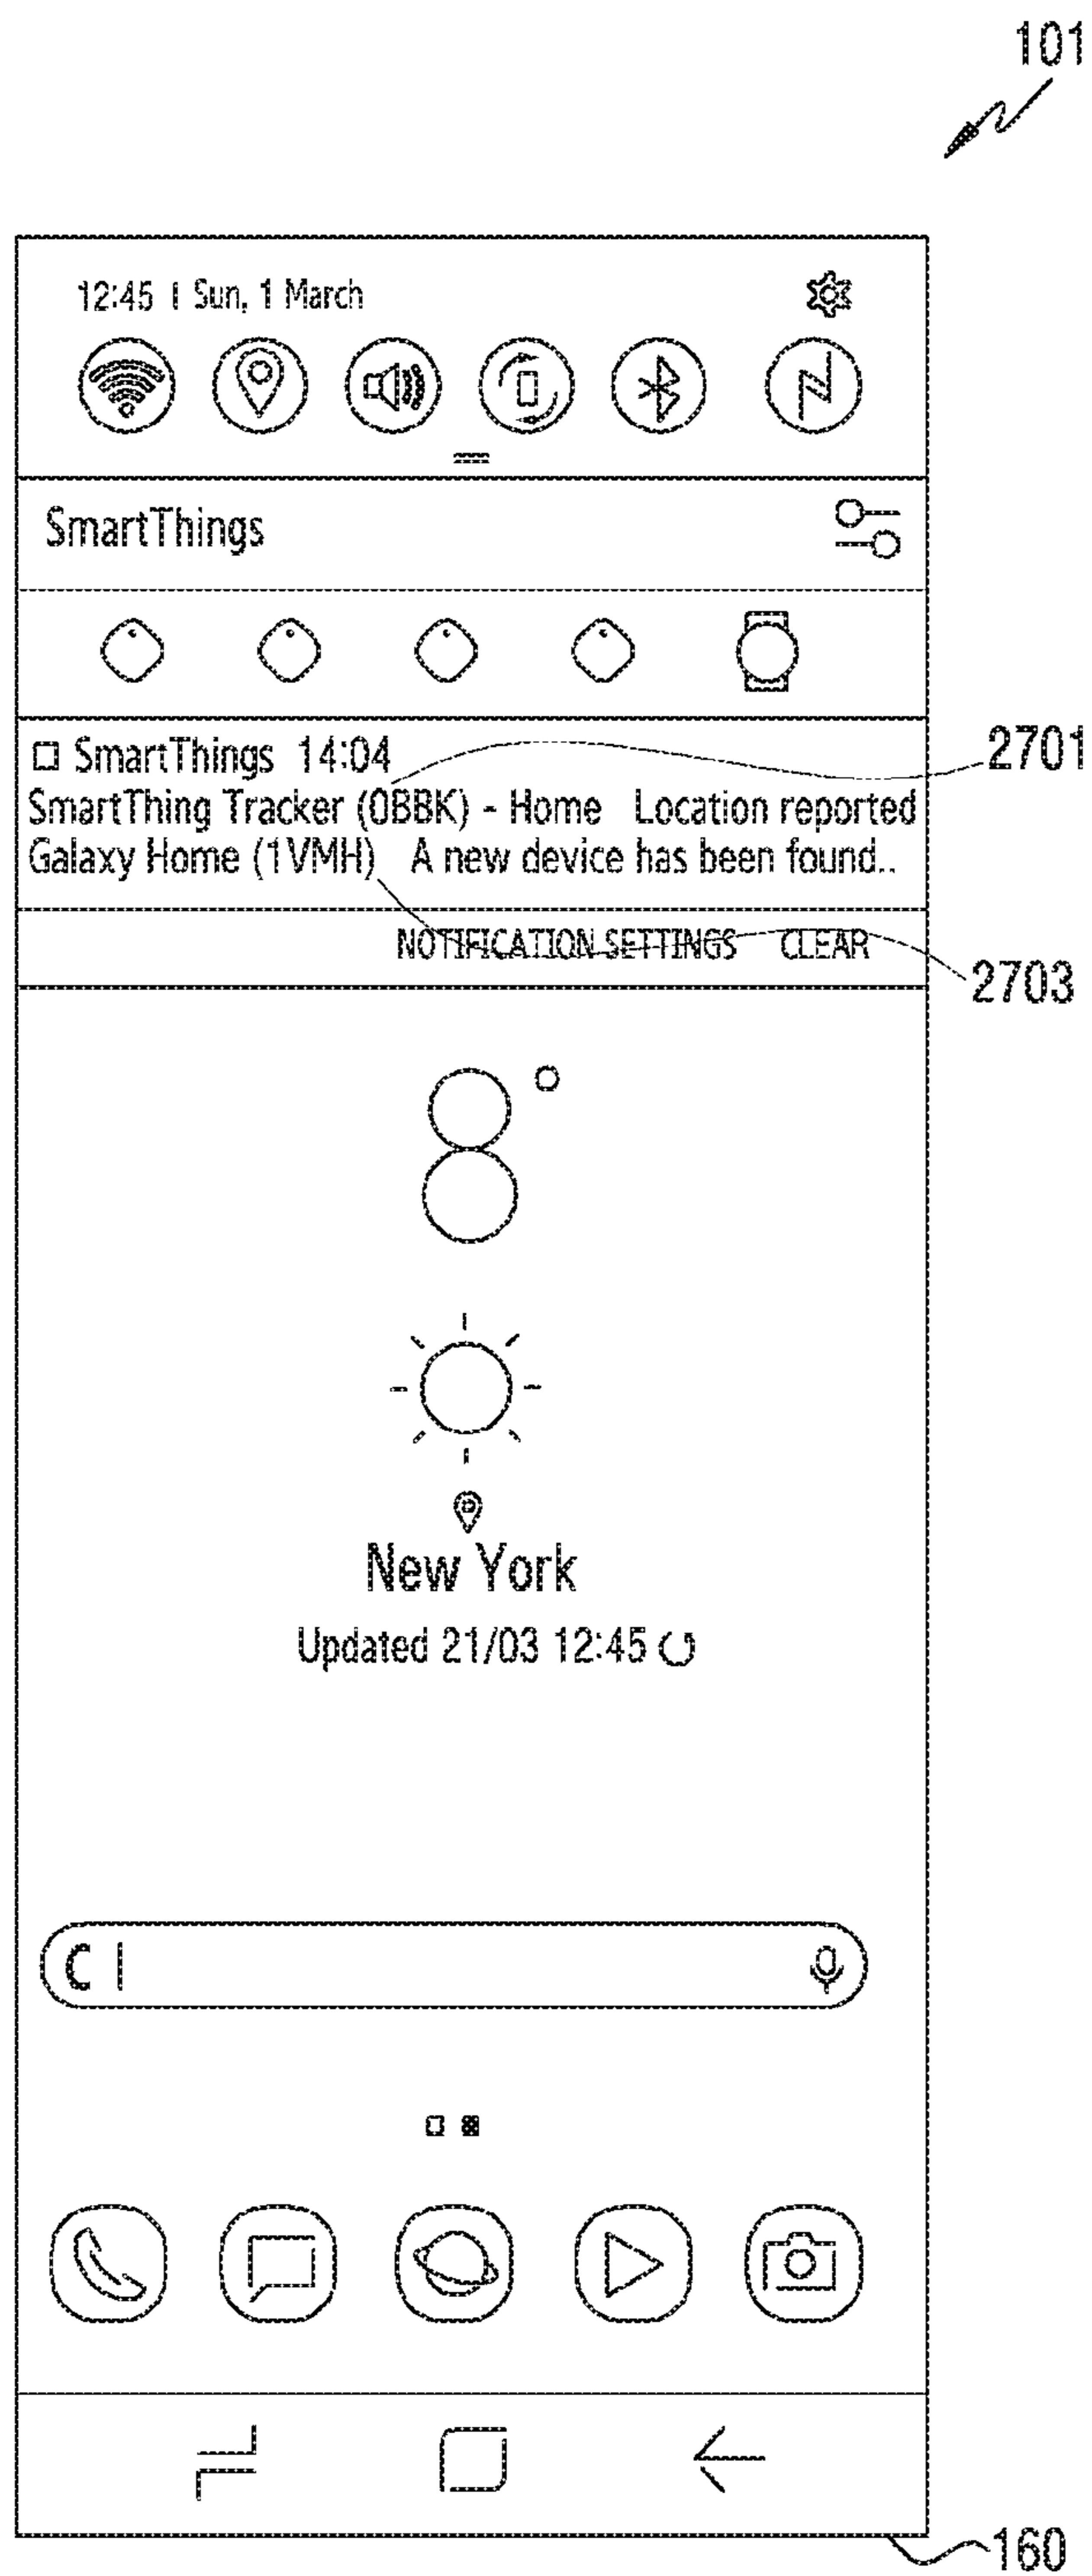 101
12:45 | Sun, 1 March
SmartThings
SmartThings 14:04
2701
SmartThing Tracker (0BBK) - Home Location reported
Galaxy Home (1VMH) A new device has been found..
NOTIFICATION SETTINGS CLEAR
2703
8°
New York
Updated 21/03 12:45
160